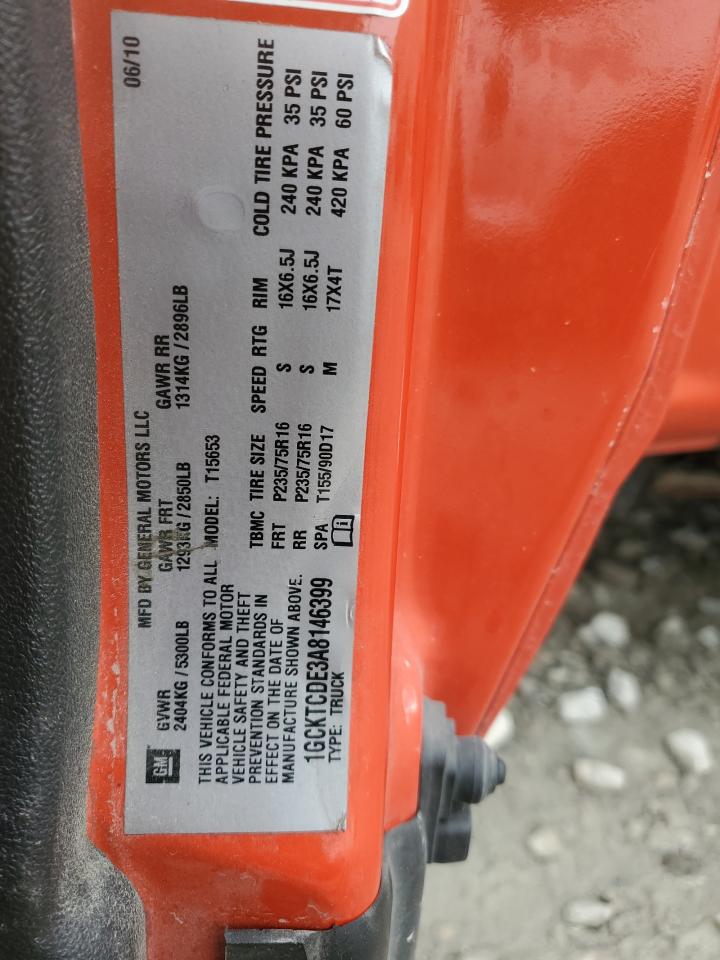 06/10
MFD BY GENERAL MOTORS LLC
GM GVWR GAWR FRT GAWR RR
2404KG / 5300LB 1293KG / 2850LB 1314KG / 2896LB
THIS VEHICLE CONFORMS TO ALL MODEL: T15653
APPLICABLE FEDERAL MOTOR
VEHICLE SAFETY AND THEFT
PREVENTION STANDARDS IN
EFFECT ON THE DATE OF
MANUFACTURE SHOWN ABOVE.
1GCKTCDE3A8146399
TYPE: TRUCK
TBMC TIRE SIZE SPEED RTG RIM COLD TIRE PRESSURE
FRT P235/75R16 S 16X6.5J 240 KPA 35 PSI
RR P235/75R16 S 16X6.5J 240 KPA 35 PSI
SPA T155/90D17 M 17X4T 420 KPA 60 PSI